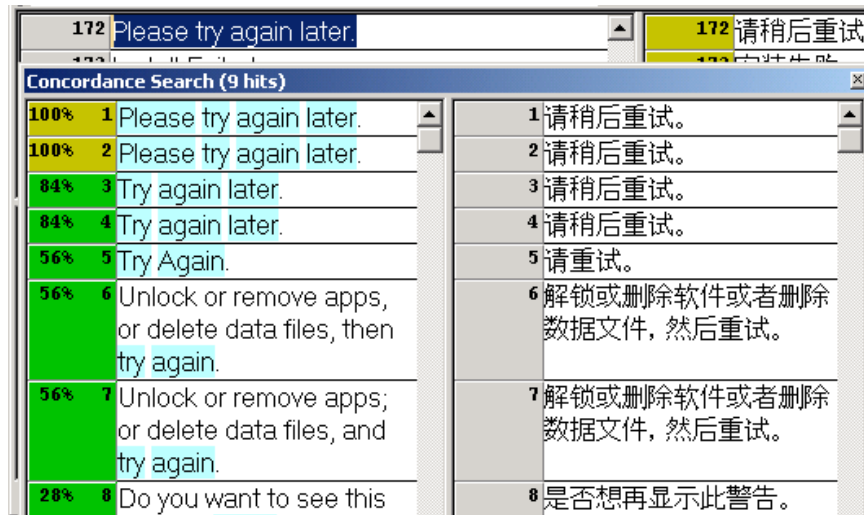 172 Please try again later. 172 请稍后重试
Concordance Search (9 hits)
100% 1 Please try again later. 1 请稍后重试。
100% 2 Please try again later. 2 请稍后重试。
84% 3 Try again later. 3 请稍后重试。
84% 4 Try again later. 4 请稍后重试。
56% 5 Try Again. 5 请重试。
56% 6 Unlock or remove apps, 6 解锁或删除软件或者删除
or delete data files, then 数据文件, 然后重试。
try again.
56% 7 Unlock or remove apps; 7 解锁或删除软件或者删除
or delete data files, and 数据文件, 然后重试。
try again.
28% 8 Do you want to see this 8 是否想再显示此警告。